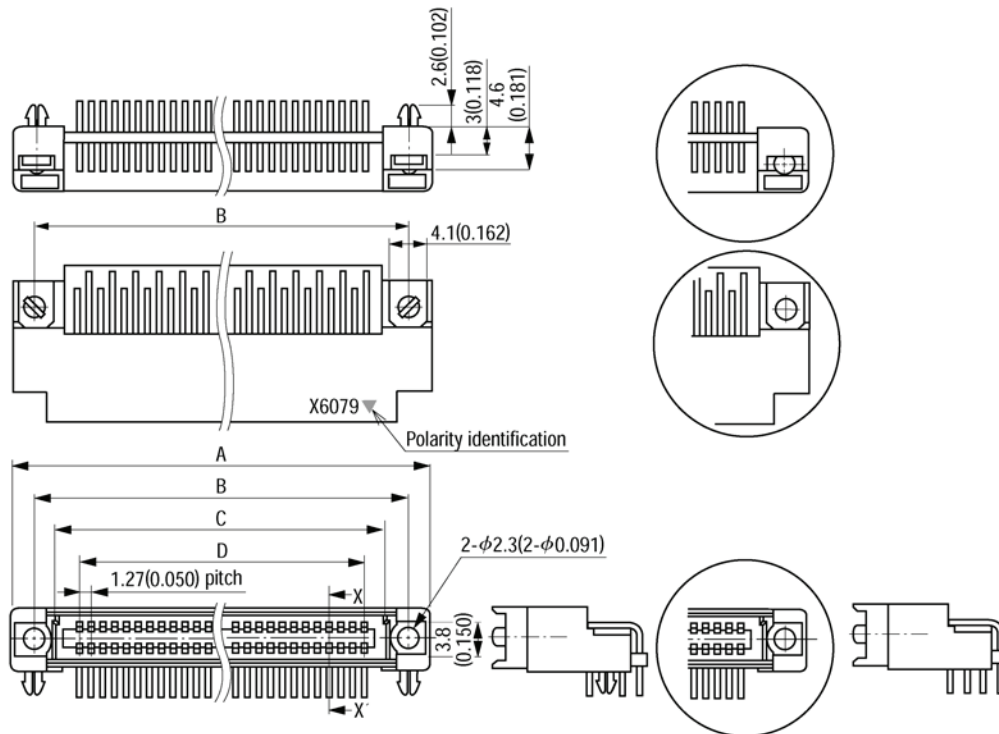 2.6(0.102)
3(0.118)
4.6
(0.181)
B
4.1(0.162)
X6079
Polarity identification
A
B
C
D
2-ϕ2.3(2-ϕ0.091)
1.27(0.050) pitch
X
3.8
(0.150)
X'